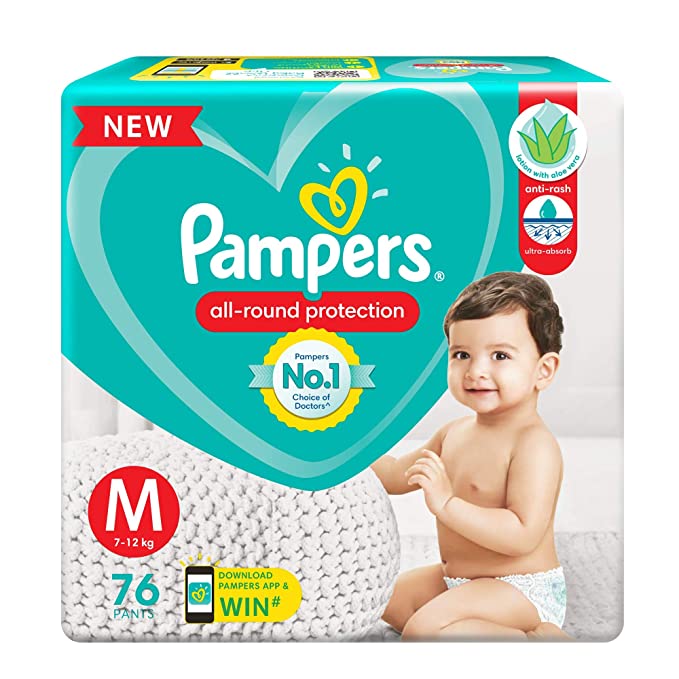 NEW
Pampers®
all-round protection
Pampers
No.1
Choice of
Doctors^
lotion with aloe vera
anti-rash
ultra-absorb
M
7-12 kg
76
PANTS
DOWNLOAD
PAMPERS APP &
WIN#